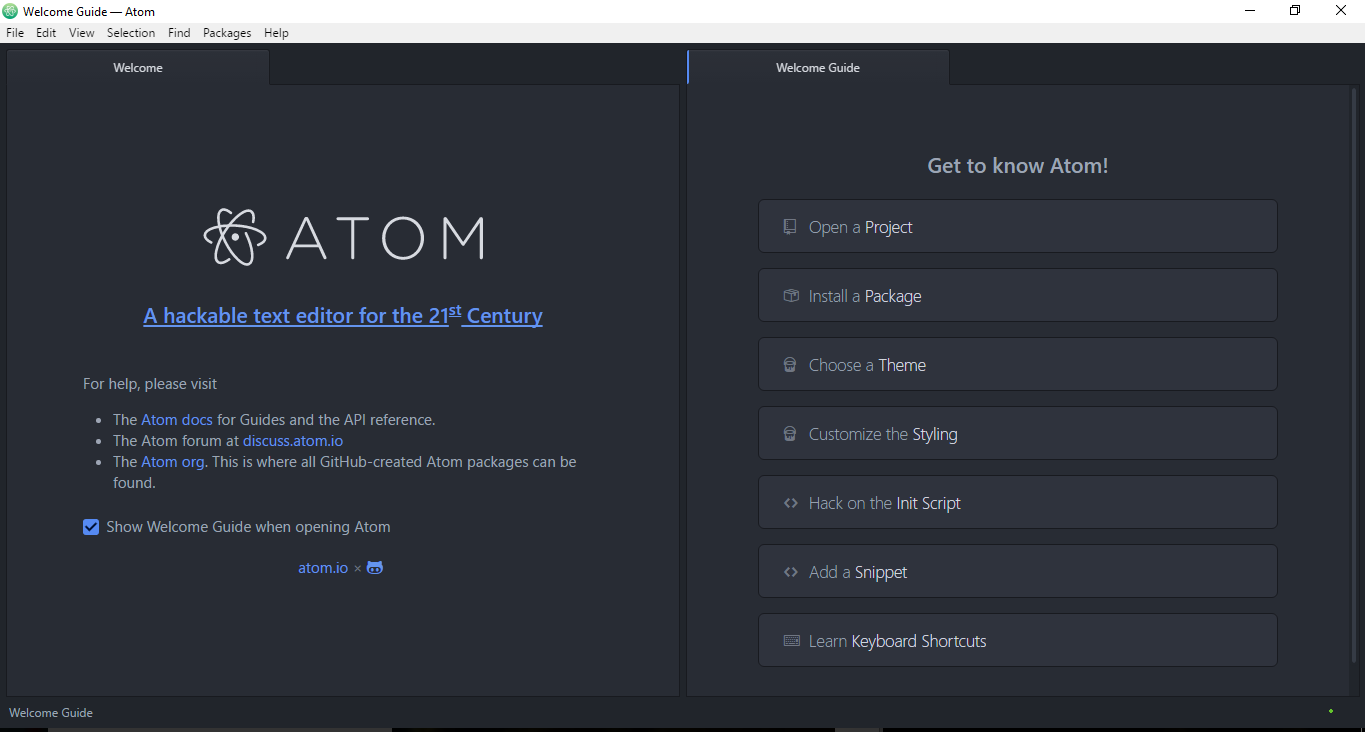 Welcome Guide — Atom
File Edit View Selection Find Packages Help
Welcome
ATOM
A hackable text editor for the 21st Century
For help, please visit
The Atom docs for Guides and the API reference.
The Atom forum at discuss.atom.io
The Atom org. This is where all GitHub-created Atom packages can be
found.
Show Welcome Guide when opening Atom
atom.io ×
Welcome Guide
Get to know Atom!
Open a Project
Install a Package
Choose a Theme
Customize the Styling
Hack on the Init Script
Add a Snippet
Learn Keyboard Shortcuts
Welcome Guide